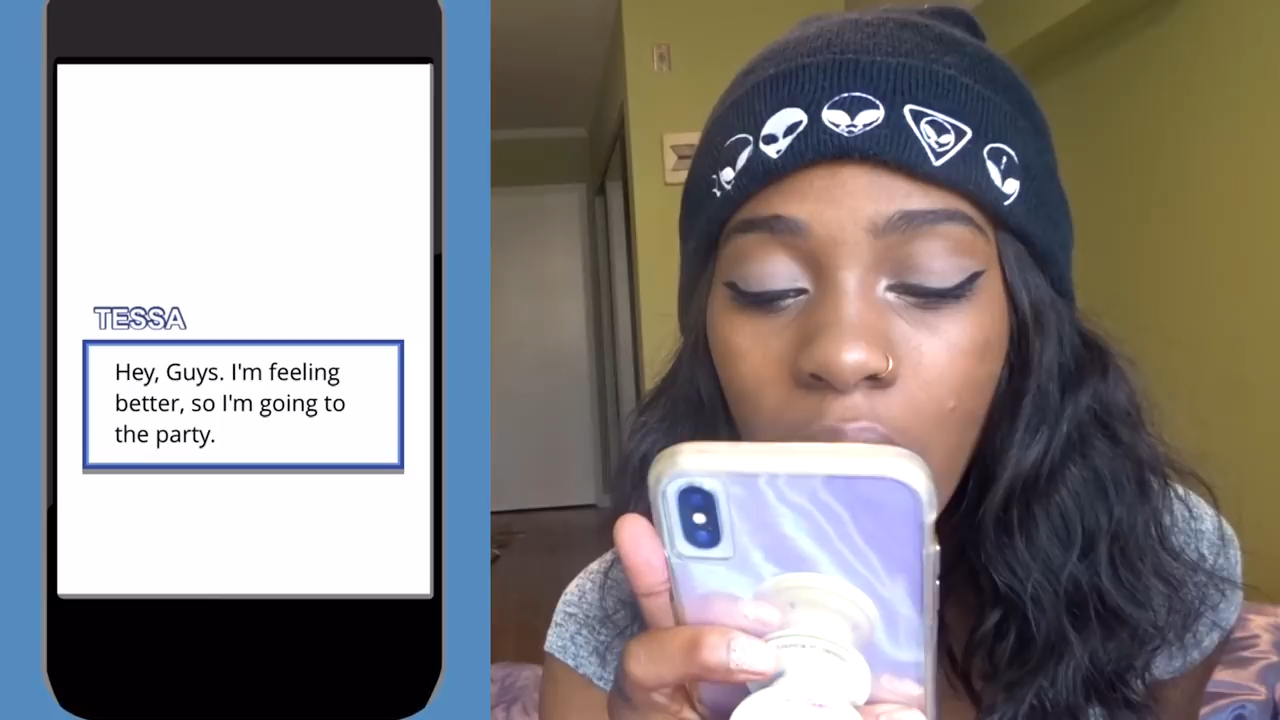 TESSA
Hey, Guys. I'm feeling
better, so I'm going to
the party.